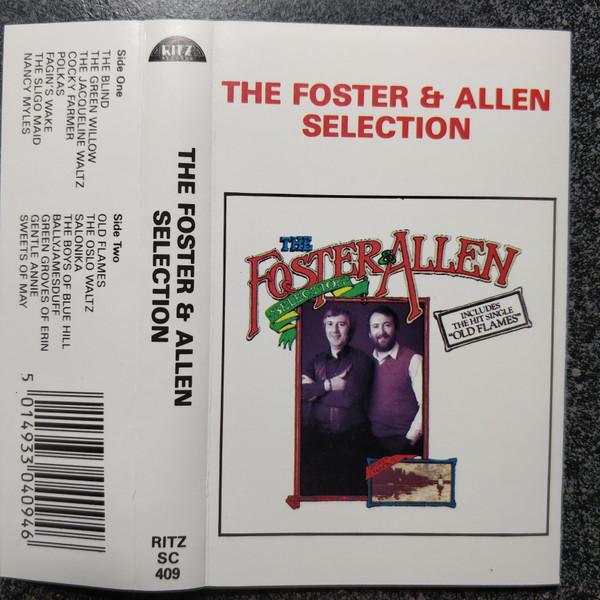 Side One
THE BLIND
THE GREEN WILLOW
THE JACQUELINE WALTZ
COCKY FARMER
POLKAS
FAGIN'S WAKE
THE SLIGO MAID
NANCY MYLES
Side Two
OLD FLAMES
THE OSLO WALTZ
SALONIKA
THE BOYS OF BLUE HILL
BALLYJAMESDUFF
GREEN GROVES OF ERIN
GENTLE ANNIE
SWEETS OF MAY
5 014933 040946
RITZ
THE FOSTER & ALLEN
SELECTION
RITZ
SC
409
THE FOSTER & ALLEN
SELECTION
THE
FOSTER & ALLEN
SELECTION
INCLUDES
THE HIT SINGLE
"OLD FLAMES"